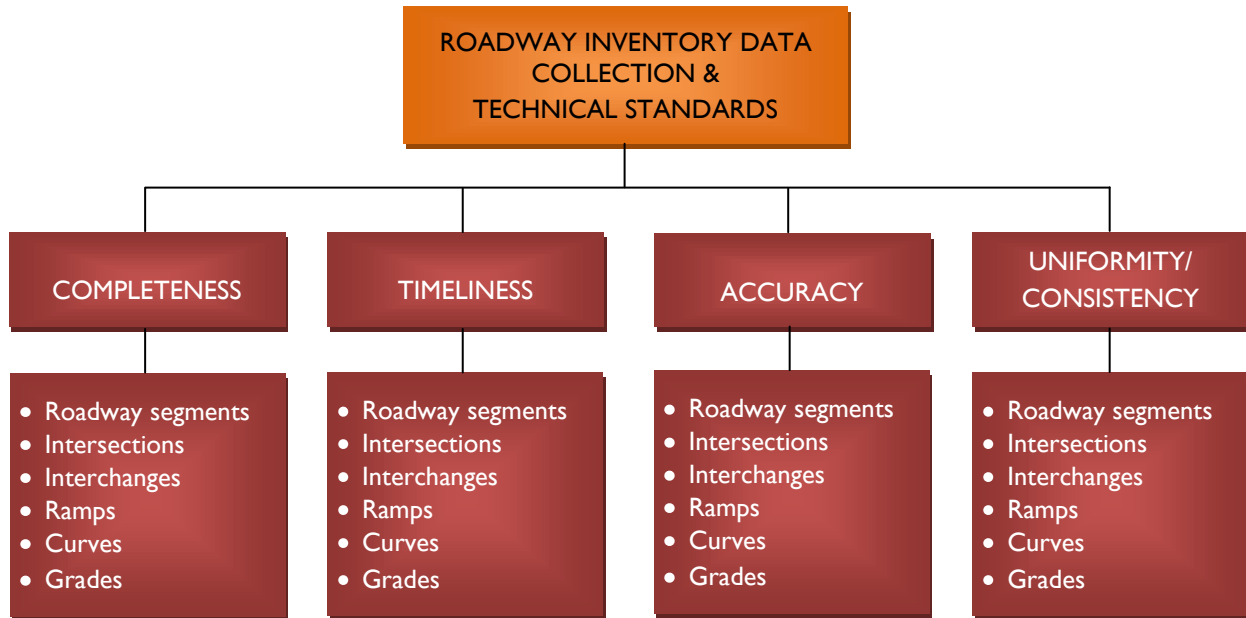 ROADWAY INVENTORY DATA
COLLECTION &
TECHNICAL STANDARDS
COMPLETENESS
TIMELINESS
ACCURACY
UNIFORMITY/
CONSISTENCY
• Roadway segments
• Intersections
• Interchanges
• Ramps
• Curves
• Grades
• Roadway segments
• Intersections
• Interchanges
• Ramps
• Curves
• Grades
• Roadway segments
• Intersections
• Interchanges
• Ramps
• Curves
• Grades
• Roadway segments
• Intersections
• Interchanges
• Ramps
• Curves
• Grades